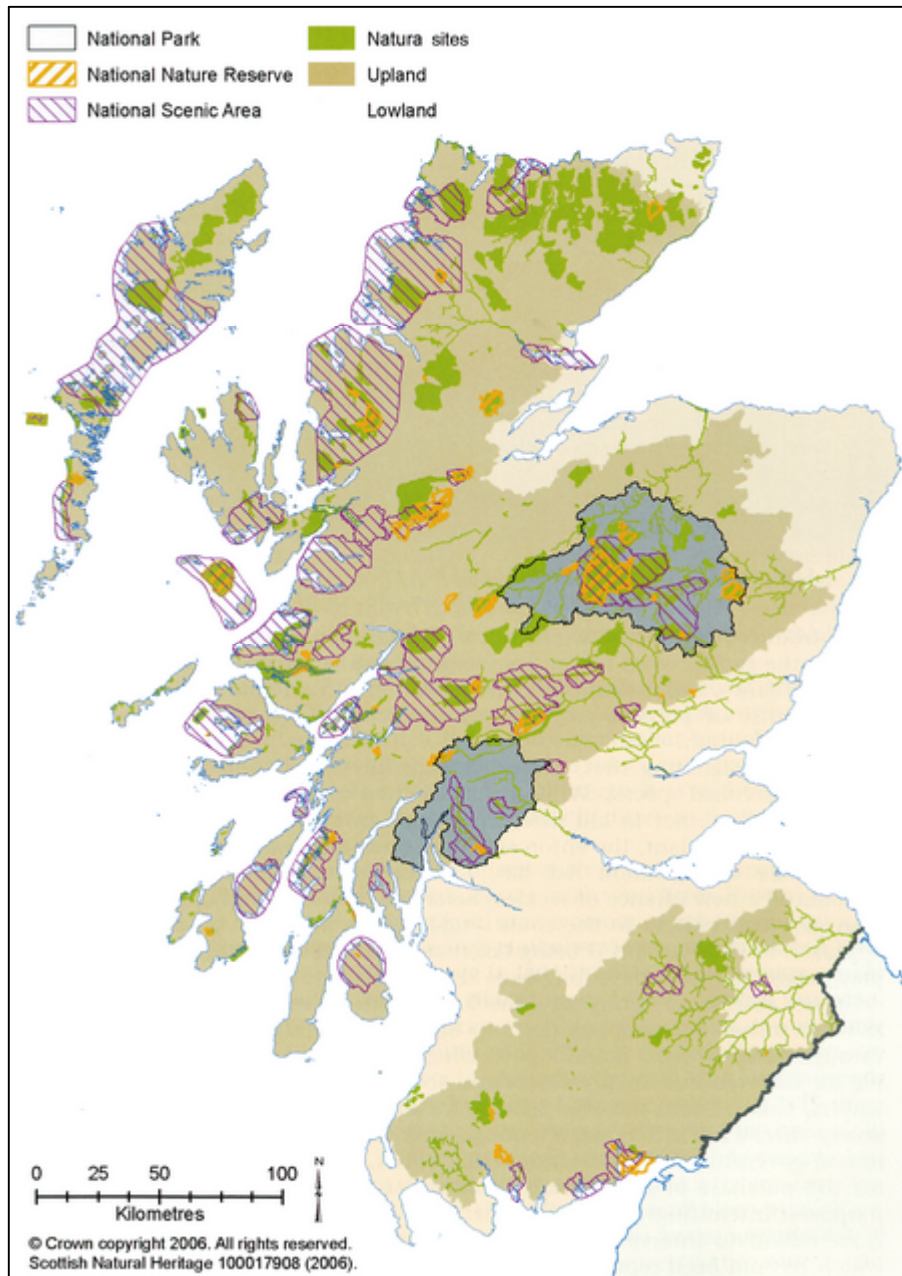 National Park
National Nature Reserve
National Scenic Area
Natura sites
Upland
Lowland
0 25 50 100
Kilometres
N
© Crown copyright 2006. All rights reserved.
Scottish Natural Heritage 100017908 (2006).